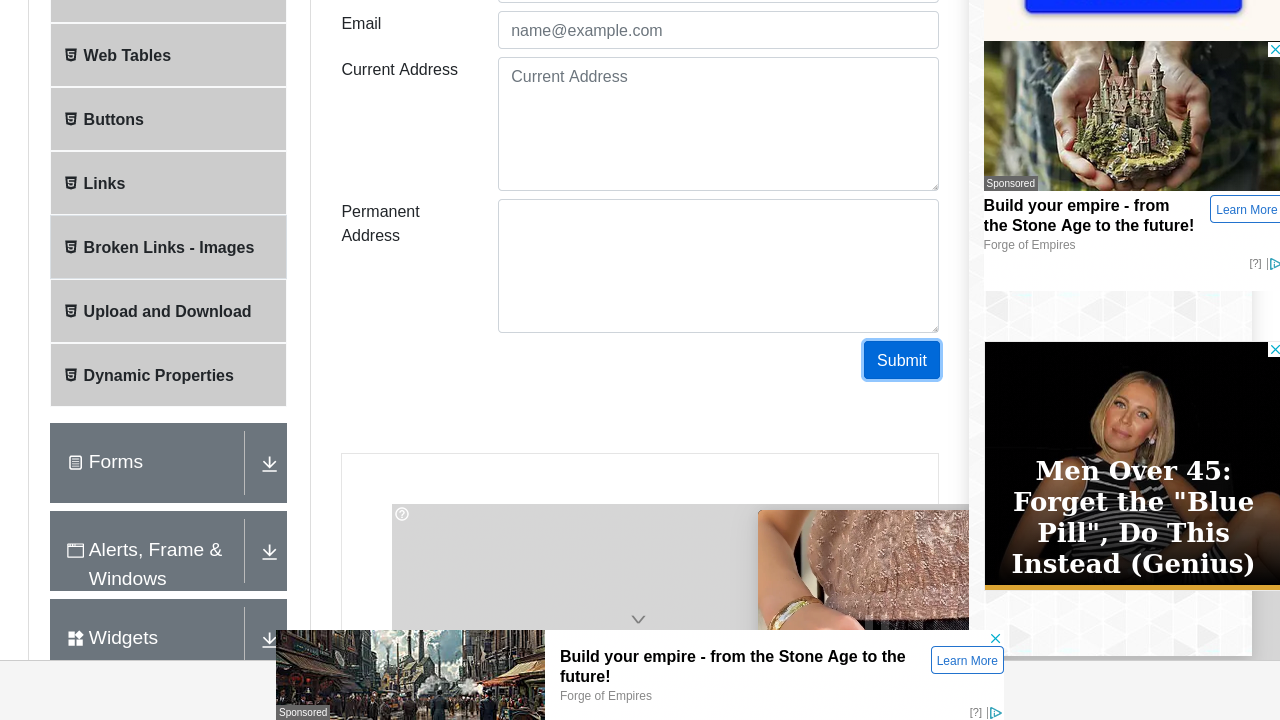 Web Tables
Buttons
Links
Broken Links - Images
Upload and Download
Dynamic Properties
Forms
Alerts, Frame &
Windows
Widgets
Email
name@example.com
Current Address
Current Address
Permanent
Address
Submit
Sponsored
Build your empire - from
the Stone Age to the future!
Forge of Empires
Learn More
[?]
Men Over 45:
Forget the "Blue
Pill", Do This
Instead (Genius)
Sponsored
Build your empire - from the Stone Age to the
future!
Forge of Empires
Learn More
[?]